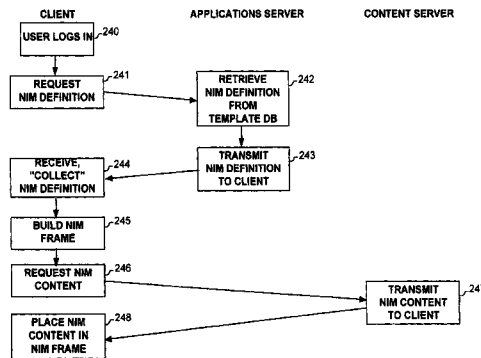 CLIENT
APPLICATIONS SERVER
CONTENT SERVER
USER LOGS IN
240
REQUEST
NIM DEFINITION
241
RETRIEVE
NIM DEFINITION
FROM
TEMPLATE DB
242
TRANSMIT
NIM DEFINITION
TO CLIENT
243
RECEIVE,
"COLLECT"
NIM DEFINITION
244
BUILD NIM
FRAME
245
REQUEST NIM
CONTENT
246
TRANSMIT
NIM CONTENT
TO CLIENT
PLACE NIM
CONTENT IN
NIM FRAME
248